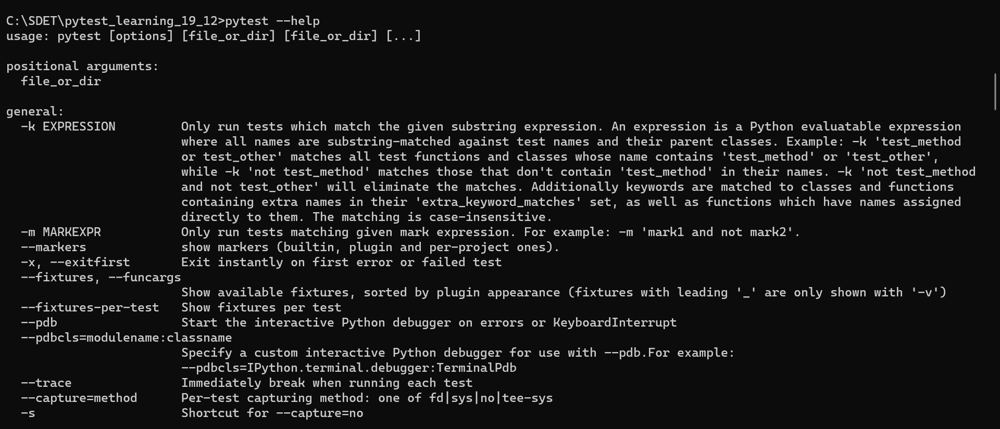 C:\SDET\pytest_learning_19_12>pytest --help
usage: pytest [options] [file_or_dir] [file_or_dir] [...]
positional arguments:
file_or_dir
general:
-k EXPRESSION Only run tests which match the given substring expression. An expression is a Python evaluatable expression
where all names are substring-matched against test names and their parent classes. Example: -k 'test_method
or test_other' matches all test functions and classes whose name contains 'test_method' or 'test_other',
while -k 'not test_method' matches those that don't contain 'test_method' in their names. -k 'not test_method
and not test_other' will eliminate the matches. Additionally keywords are matched to classes and functions
containing extra names in their 'extra_keyword_matches' set, as well as functions which have names assigned
directly to them. The matching is case-insensitive.
-m MARKEXPR Only run tests matching given mark expression. For example: -m 'mark1 and not mark2'.
--markers show markers (builtin, plugin and per-project ones).
-x, --exitfirst Exit instantly on first error or failed test
--fixtures, --funcargs
Show available fixtures, sorted by plugin appearance (fixtures with leading '_' are only shown with '-v')
--fixtures-per-test Show fixtures per test
--pdb Start the interactive Python debugger on errors or KeyboardInterrupt
--pdbcls=modulename:classname
Specify a custom interactive Python debugger for use with --pdb.For example:
--pdbcls=IPython.terminal.debugger:TerminalPdb
--trace Immediately break when running each test
--capture=method Per-test capturing method: one of fd|sys|no|tee-sys
-s Shortcut for --capture=no